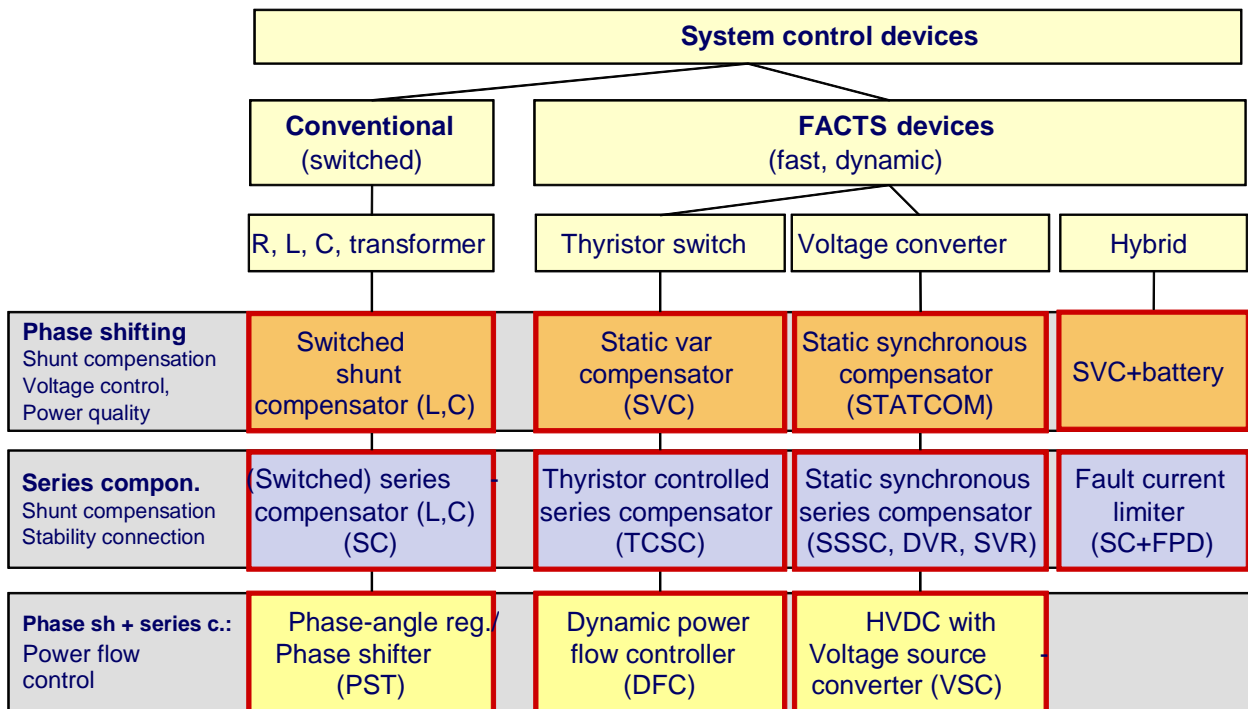 System control devices
Conventional
(switched)
FACTS devices
(fast, dynamic)
R, L, C, transformer
Thyristor switch
Voltage converter
Hybrid
Phase shifting
Shunt compensation
Voltage control,
Power quality
Switched
shunt
compensator (L,C)
Static var
compensator
(SVC)
Static synchronous
compensator
(STATCOM)
SVC+battery
Series compon.
Shunt compensation
Stability connection
(Switched) series -
compensator (L,C)
(SC)
Thyristor controlled
series compensator
(TCSC)
Static synchronous
series compensator
(SSSC, DVR, SVR)
Fault current
limiter
(SC+FPD)
Phase sh + series c.:
Power flow
control
Phase-angle reg./
Phase shifter
(PST)
Dynamic power
flow controller
(DFC)
HVDC with
Voltage source -
converter (VSC)